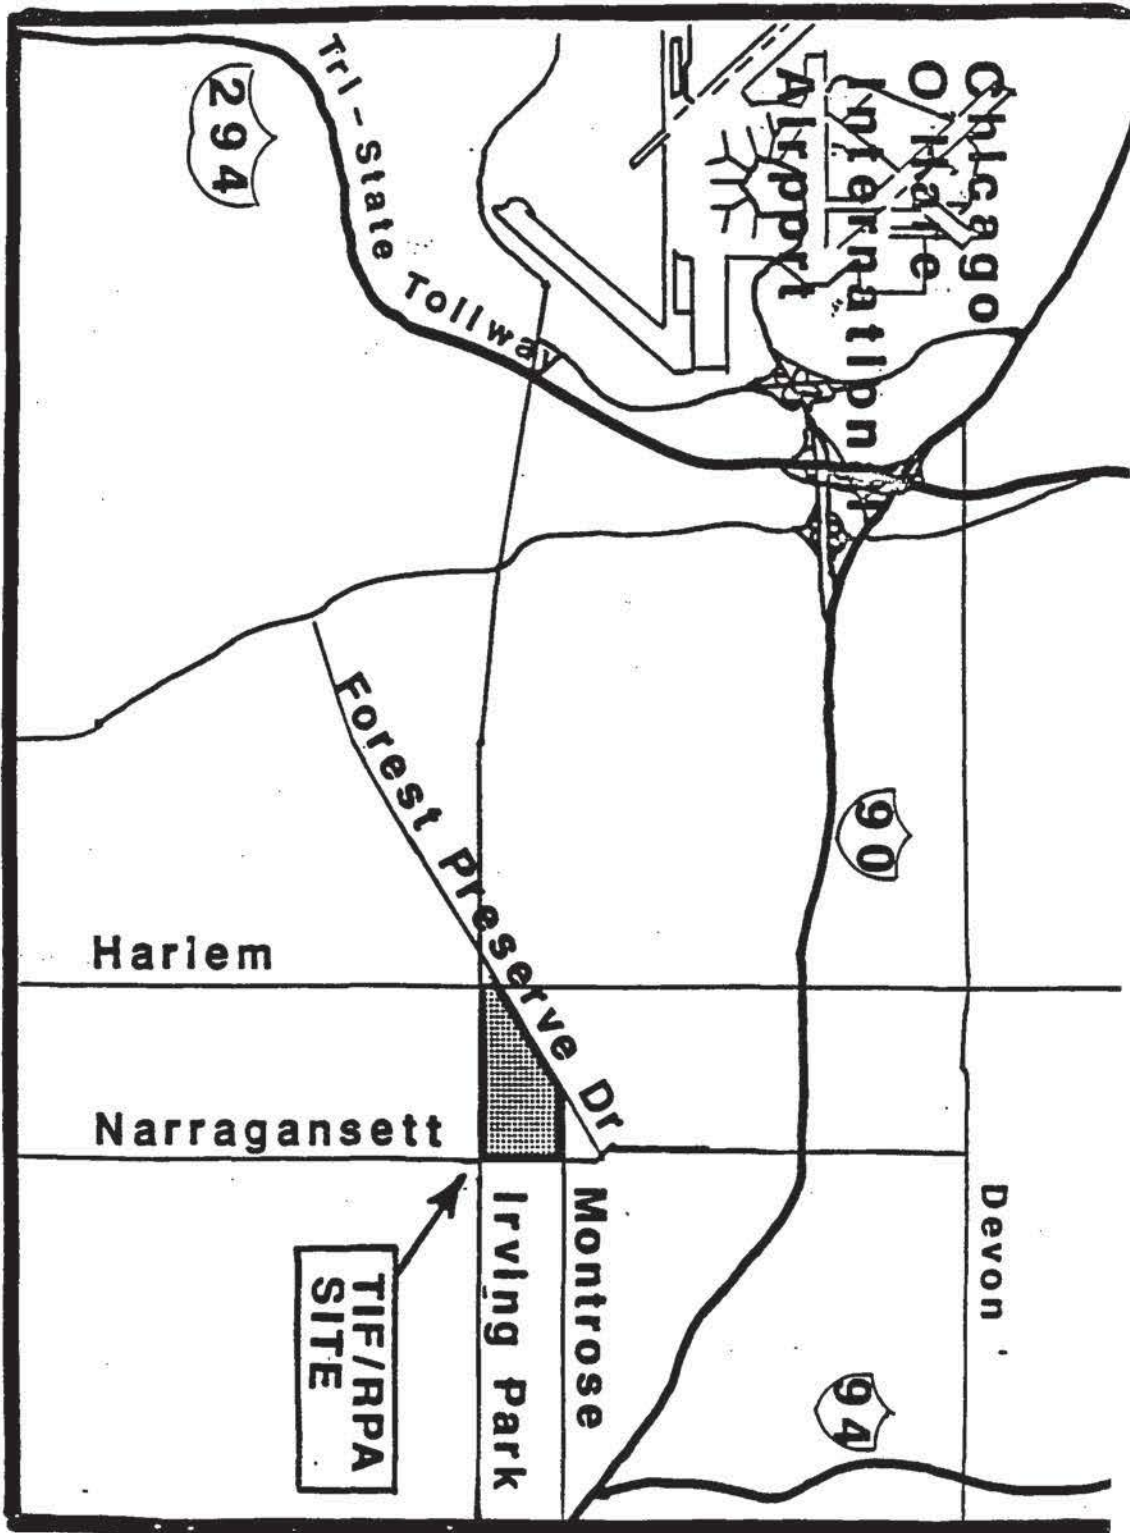 Chicago
O'Hare
International
Airport
Tri-State Tollway
294
90
94
Devon
Forest Preserve Dr
Harlem
Narragansett
Montrose
Irving Park
TIF/RPA
SITE